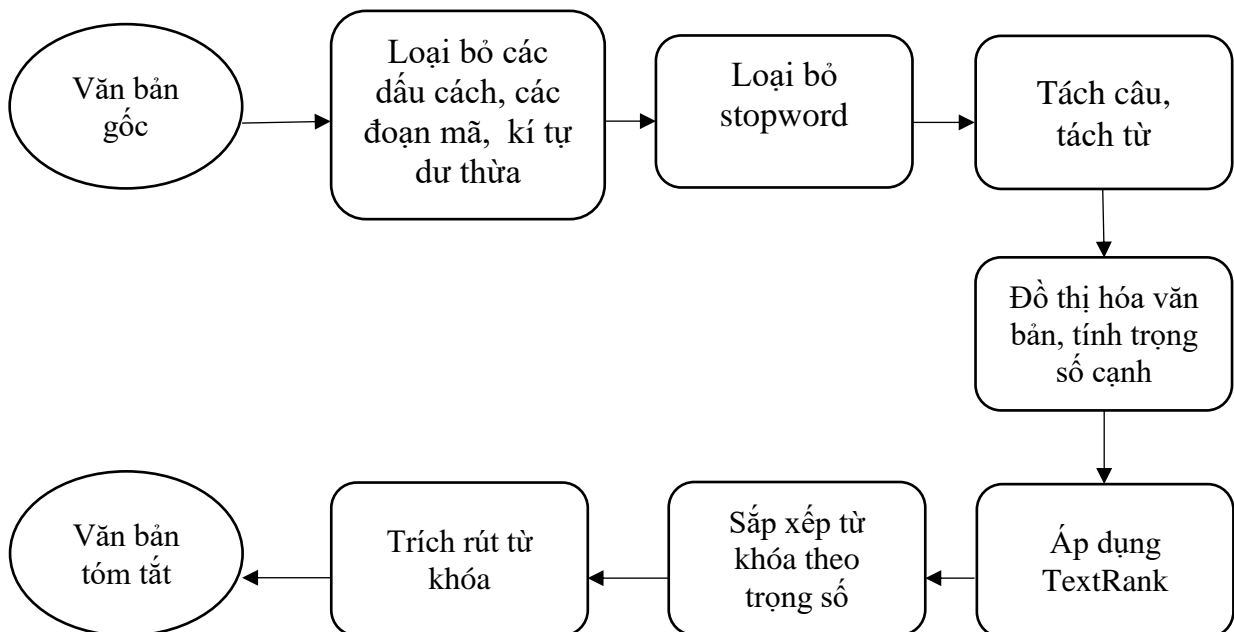 Văn bản
gốc
Loại bỏ các
dấu cách, các
đoạn mã, kí tự
dư thừa
Loại bỏ
stopword
Tách câu,
tách từ
Đồ thị hóa văn
bản, tính trọng
số cạnh
Áp dụng
TextRank
Sắp xếp từ
khóa theo
trọng số
Trích rút từ
khóa
Văn bản
tóm tắt